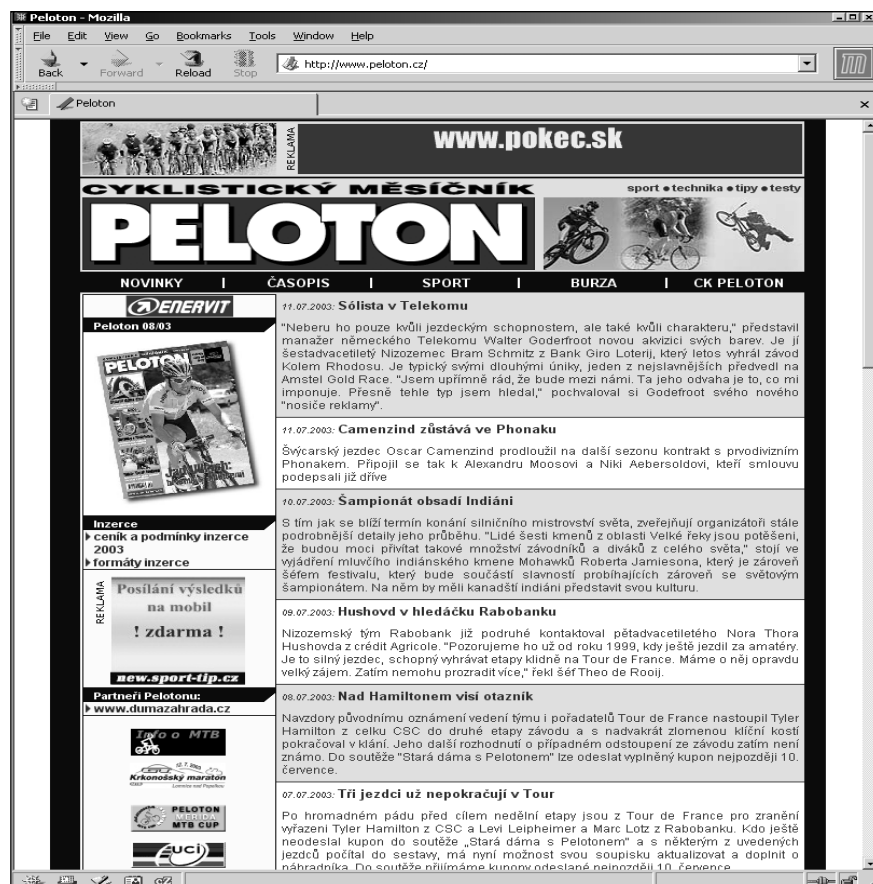 Peloton - Mozilla
File Edit View Go Bookmarks Tools Window Help
Back Forward Reload Stop http://www.peloton.cz/
Peloton
REKLAMA
www.pokec.sk
CYKLISTICKÝ MĚSÍČNÍK
sport • technika • tipy • testy
PELOTON
NOVINKY | ČASOPIS | SPORT | BURZA | CK PELOTON
ENERVIT
Peloton 08/03
PELOTON
Inzerce
ceník a podmínky inzerce
2003
formáty inzerce
REKLAMA
Posílání výsledků
na mobil
! zdarma !
new.sport-tip.cz
Partneři Pelotonu:
www.dumazahrada.cz
Info o MTB
12. 7. 2003
Krkonošský maraton
PELOTON
MERIDA
MTB CUP
UCI
11.07.2003: Sólista v Telekomu
"Neberu ho pouze kvůli jezdeckým schopnostem, ale také kvůli charakteru," představil
manažer německého Telekomu Walter Goderfroot novou akvizici svých barev. Je jí
šestadvacetiletý Nizozemec Bram Schmitz z Bank Giro Loterij, který letos vyhrál závod
Kolem Rhodosu. Je typický svými dlouhými úniky, jeden z nejslavnějších předvedl na
Amstel Gold Race. "Jsem upřímně rád, že bude mezi námi. Ta jeho odvaha je to, co mi
imponuje. Přesně tehle typ jsem hledal," pochvaloval si Godefroot svého nového
"nosiče reklamy".
11.07.2003: Camenzind zůstává ve Phonaku
Švýcarský jezdec Oscar Camenzind prodloužil na další sezonu kontrakt s prvodivizním
Phonakem. Připojil se tak k Alexandru Moosovi a Niki Aebersoldovi, kteří smlouvu
podepsali již dříve
10.07.2003: Šampionát obsadí Indiáni
S tím jak se blíží termín konání silničního mistrovství světa, zveřejňují organizátoři stále
podrobnější detaily jeho průběhu. "Lidé šesti kmenů z oblasti Velké řeky jsou potěšeni,
že budou moci přivítat takové množství závodníků a diváků z celého světa," stojí ve
vyjádření mluvčího indiánského kmene Mohawků Roberta Jamiesona, který je zároveň
šéfem festivalu, který bude součástí slavností probíhajících zároveň se světovým
šampionátem. Na něm by měli kanadští indiáni představit svou kulturu.
09.07.2003: Hushovd v hledáčku Rabobanku
Nizozemský tým Rabobank již podruhé kontaktoval pětadvacetiletého Nora Thora
Hushovda z crédit Agricole. "Pozorujeme ho už od roku 1999, kdy ještě jezdil za amatéry.
Je to silný jezdec, schopný vyhrávat etapy klidně na Tour de France. Máme o něj opravdu
velký zájem. Zatím nemohu prozradit více," řekl šéf Theo de Rooij.
08.07.2003: Nad Hamiltonem visí otazník
Navzdory původnímu oznámení vedení týmu i pořadatelů Tour de France nastoupil Tyler
Hamilton z celku CSC do druhé etapy závodu a s nadvakrát zlomenou klíční kostí
pokračoval v klání. Jeho další rozhodnutí o případném odstoupení ze závodu zatím není
známo. Do soutěže "Stará dáma s Pelotonem" lze odeslat vyplněný kupon nejpozději 10.
července.
07.07.2003: Tři jezdci už nepokračují v Tour
Po hromadném pádu před cílem nedělní etapy jsou z Tour de France pro zranění
vyřazeni Tyler Hamilton z CSC a Levi Leipheimer a Marc Lotz z Rabobanku. Kdo ještě
neodeslal kupon do soutěže „Stará dáma s Pelotonem" a s některým z uvedených
jezdců počítal do sestavy, má nyní možnost svou soupisku aktualizovat a doplnit o
náhradníka. Do soutěže přijímáme kupony odeslané nejpozději 10. července.